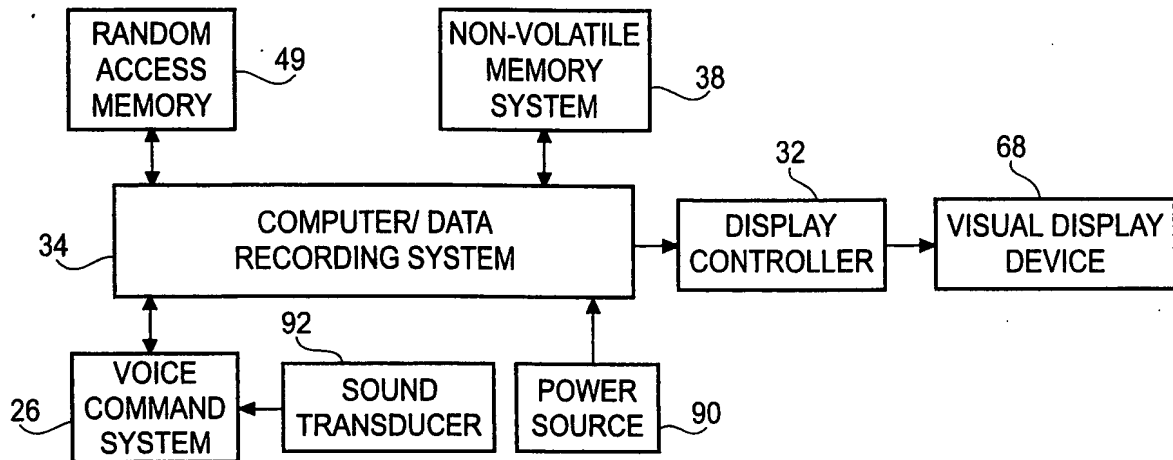 RANDOM
ACCESS
MEMORY
49
NON-VOLATILE
MEMORY
SYSTEM
38
COMPUTER/ DATA
RECORDING SYSTEM
34
32
DISPLAY
CONTROLLER
68
VISUAL DISPLAY
DEVICE
VOICE
COMMAND
SYSTEM
26
92
SOUND
TRANSDUCER
POWER
SOURCE
90